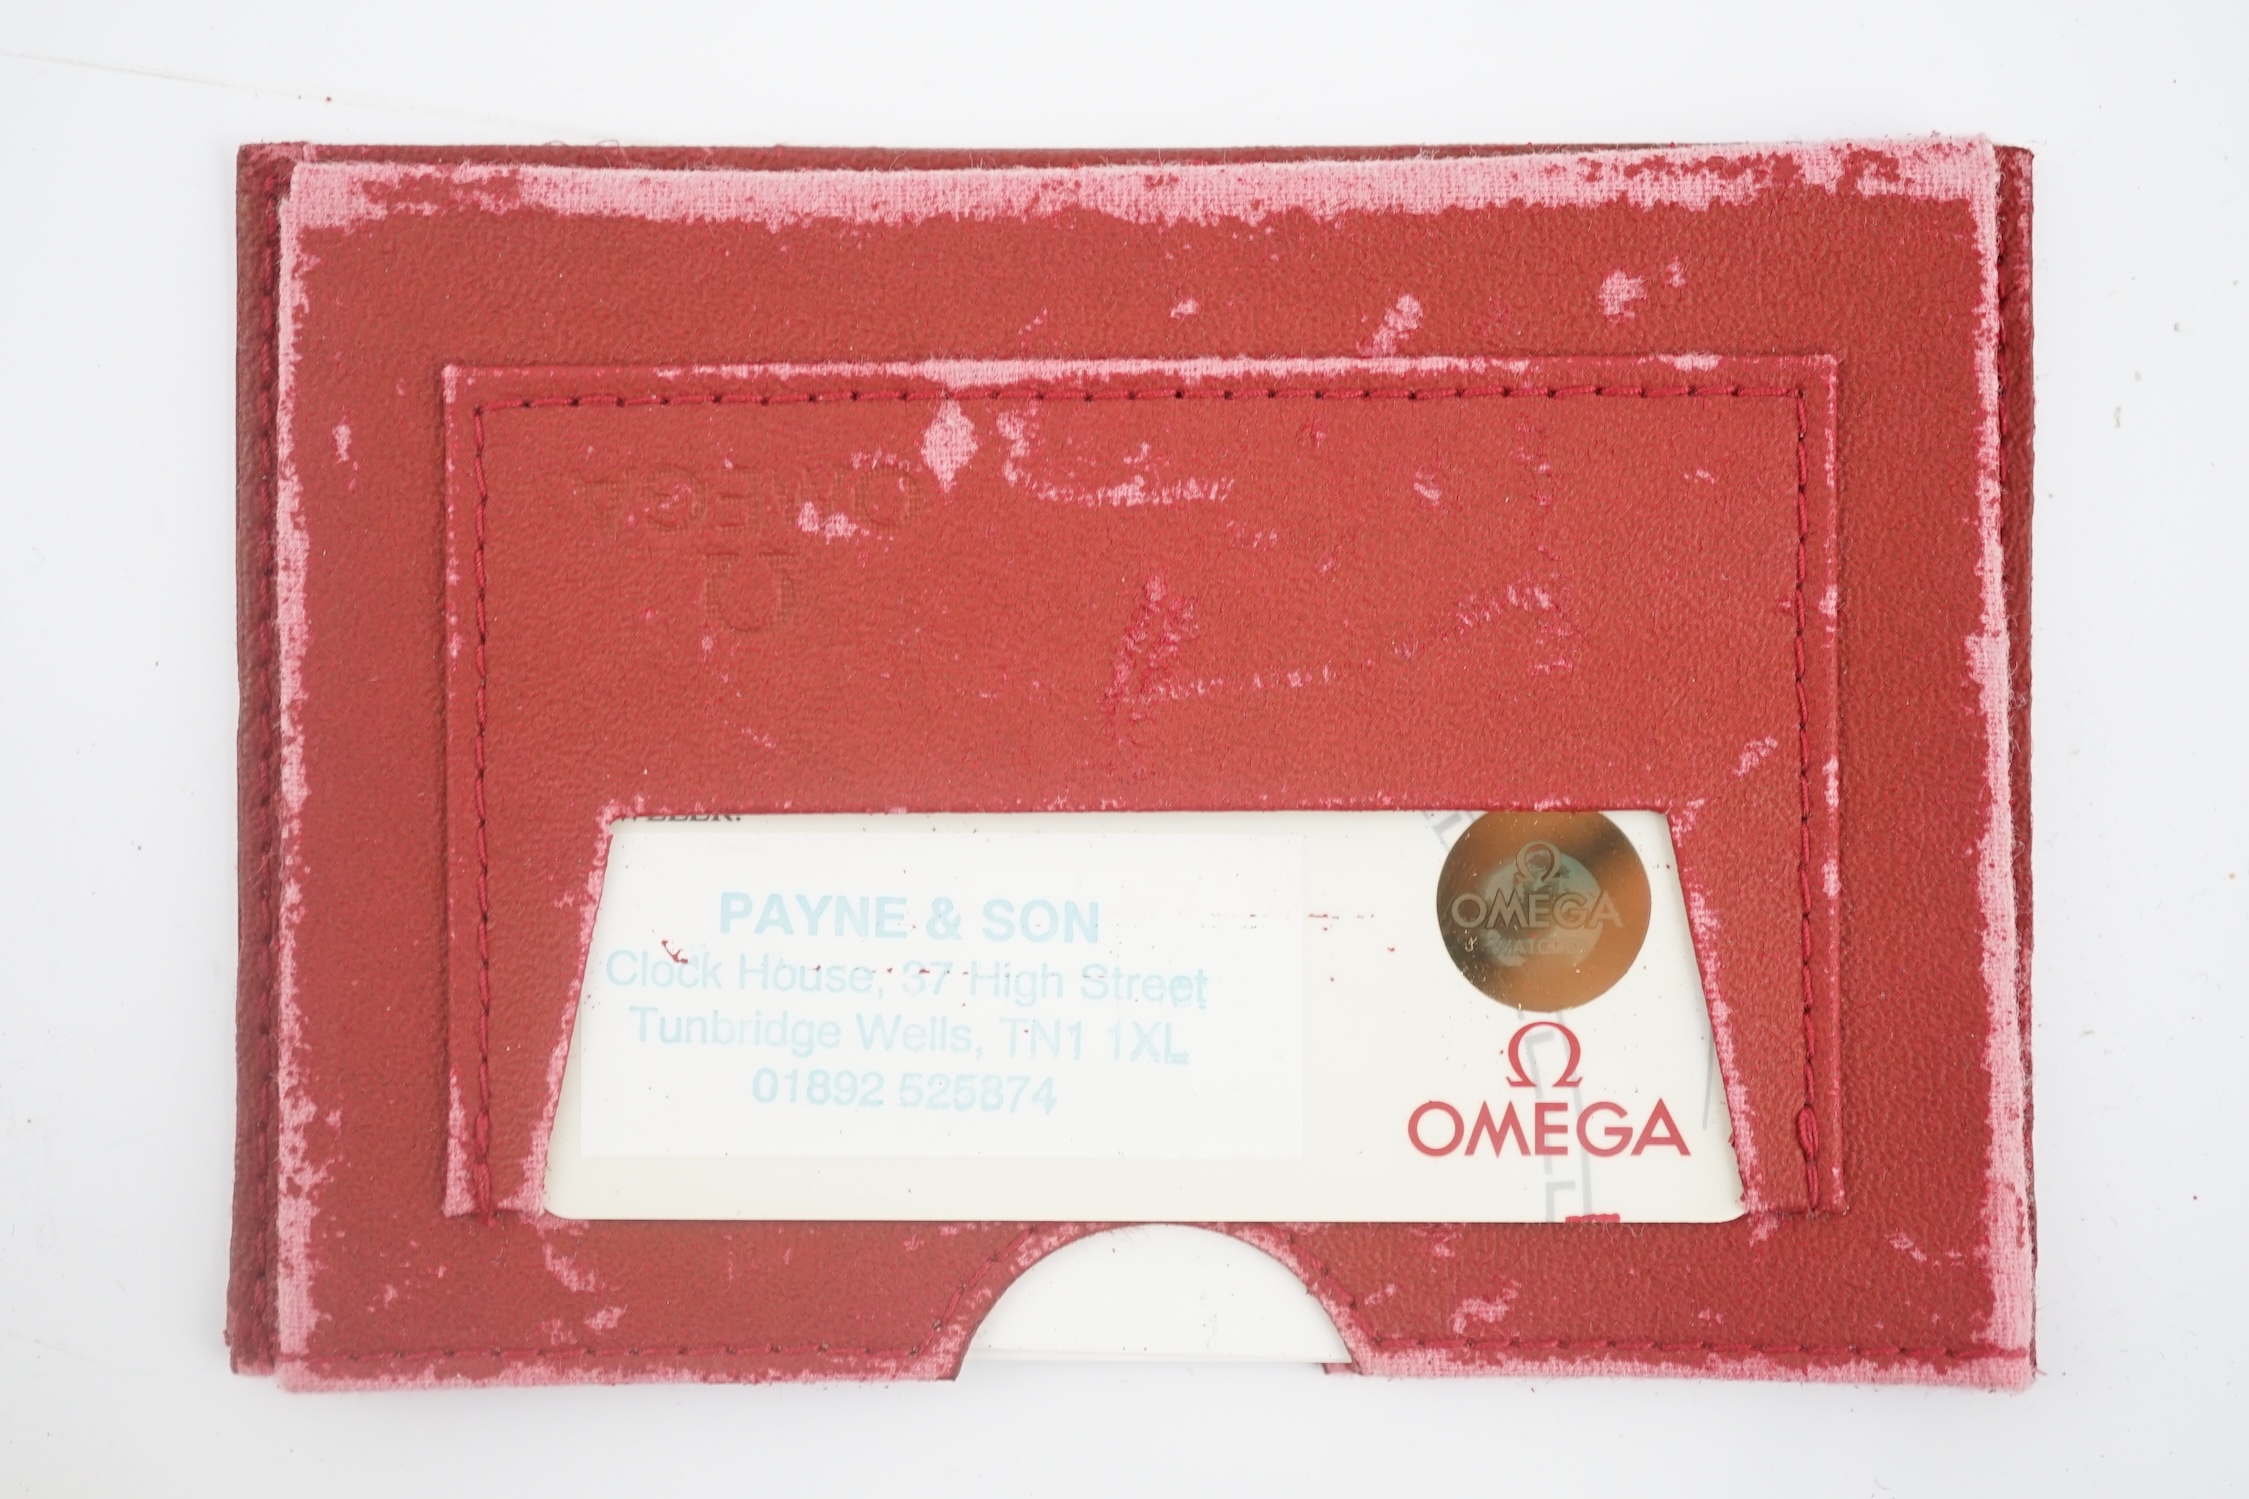 OMEGA
Ω
PAYNE & SON
Clock House, 37 High Street
Tunbridge Wells, TN1 1XL
01892 525874
Ω
OMEGA
Ω
OMEGA